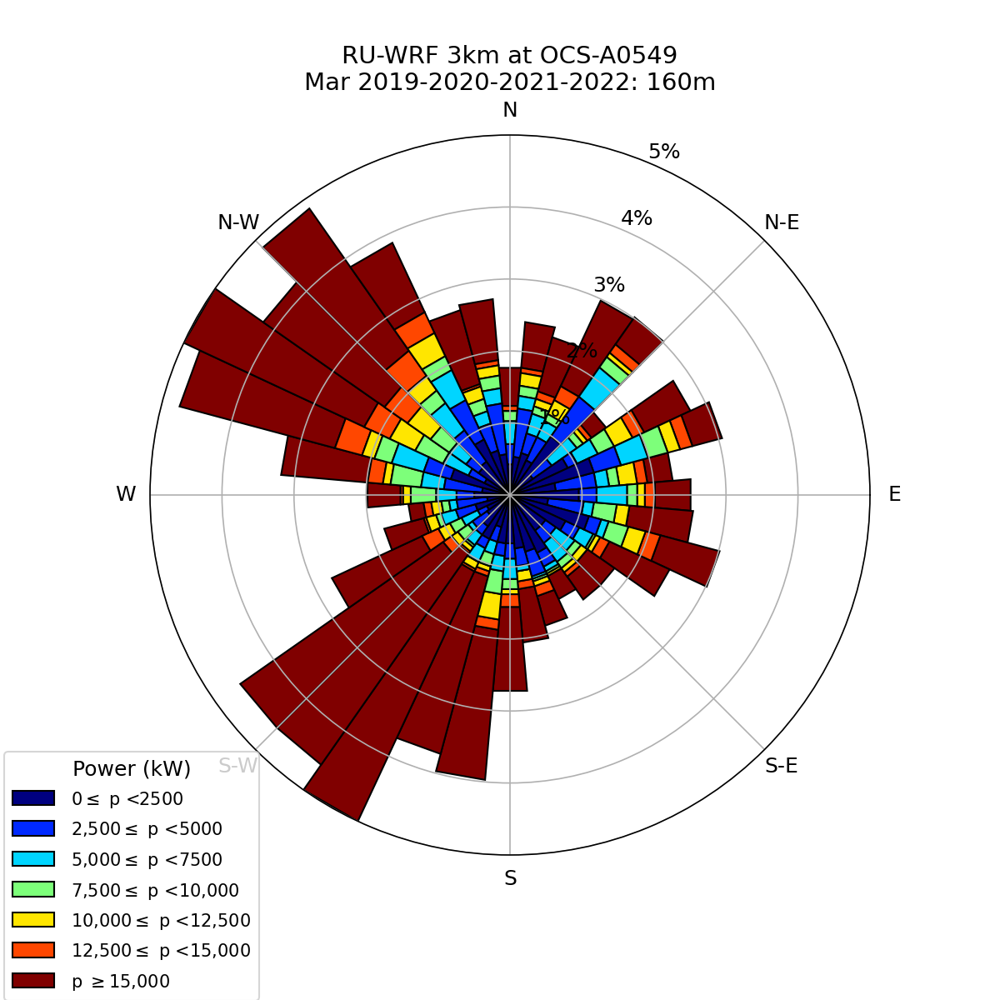 RU-WRF 3km at OCS-A0549
Mar 2019-2020-2021-2022: 160m
N
5%
4%
N-W
N-E
3%
2%
1%
W
E
S-W
S-E
S
Power (kW)
0≤ p <2500
2,500≤ p <5000
5,000≤ p <7500
7,500≤ p <10,000
10,000≤ p <12,500
12,500≤ p <15,000
p ≥15,000